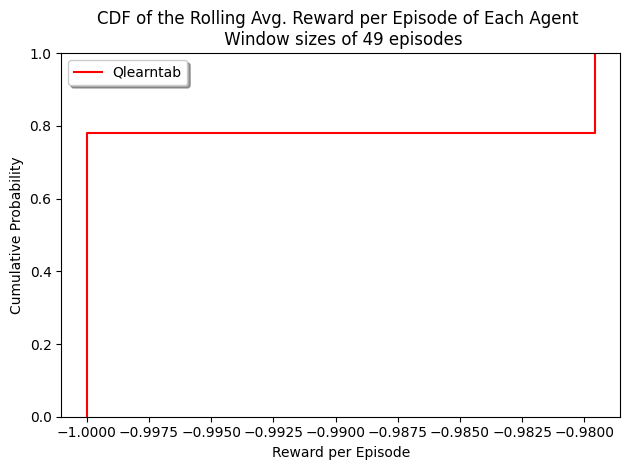 CDF of the Rolling Avg. Reward per Episode of Each Agent
Window sizes of 49 episodes
Qlearntab
Cumulative Probability
1.0
0.8
0.6
0.4
0.2
0.0
−1.0000 −0.9975 −0.9950 −0.9925 −0.9900 −0.9875 −0.9850 −0.9825 −0.9800
Reward per Episode